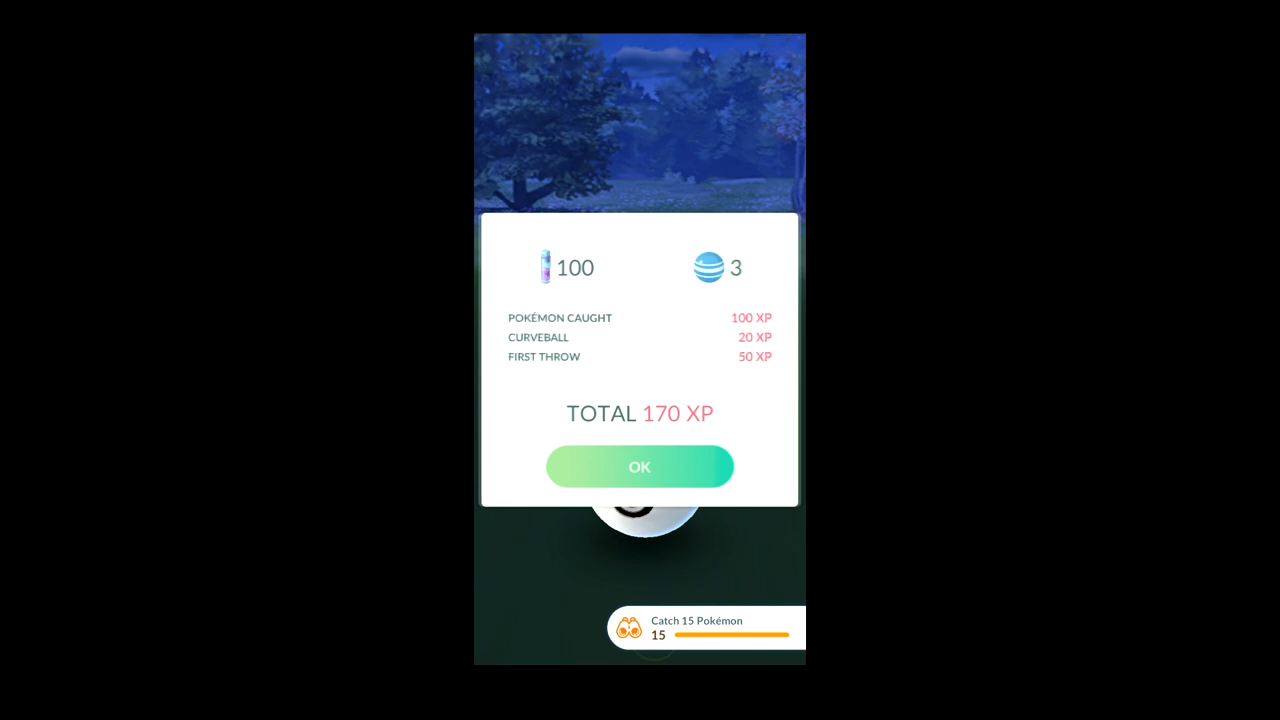 100 3
POKÉMON CAUGHT 100 XP
CURVEBALL 20 XP
FIRST THROW 50 XP
TOTAL 170 XP
OK
Catch 15 Pokémon
15